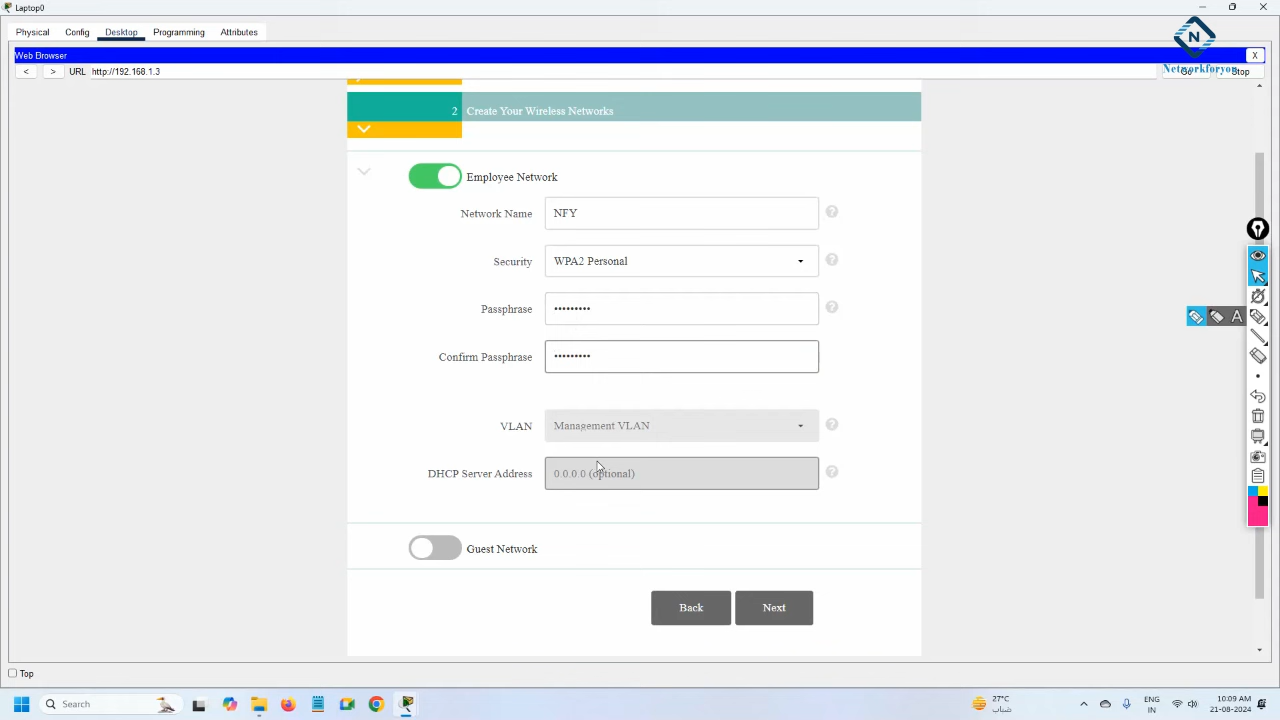 Laptop0
Physical Config Desktop Programming Attributes
Web Browser X
< > URL http://192.168.1.3 Go Stop
N
Networkforyou
2 Create Your Wireless Networks
Employee Network
Network Name NFY ?
Security WPA2 Personal ?
Passphrase ••••••••• ?
Confirm Passphrase •••••••••
VLAN Management VLAN ?
DHCP Server Address 0.0.0.0 (optional) ?
Guest Network
Back Next
A
Top
Search
27°C
ضباب
ENG
IN
10:09 AM
21-08-2024